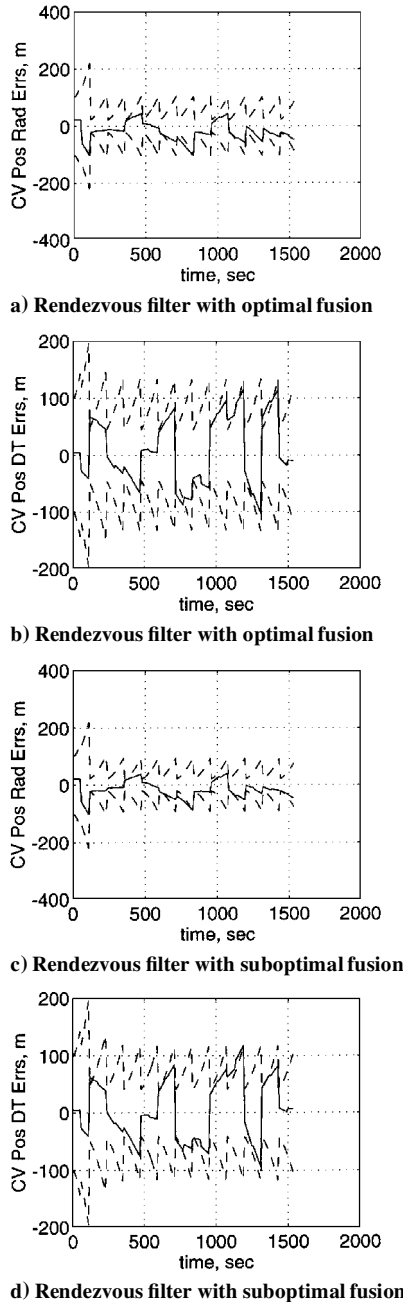 400
200
0
-200
-400
CV Pos Rad Errs, m
0 500 1000 1500 2000
time, sec
a) Rendezvous filter with optimal fusion
200
100
0
-100
-200
CV Pos DT Errs, m
0 500 1000 1500 2000
time, sec
b) Rendezvous filter with optimal fusion
400
200
0
-200
-400
CV Pos Rad Errs, m
0 500 1000 1500 2000
time, sec
c) Rendezvous filter with suboptimal fusion
200
100
0
-100
-200
CV Pos DT Errs, m
0 500 1000 1500 2000
time, sec
d) Rendezvous filter with suboptimal fusion